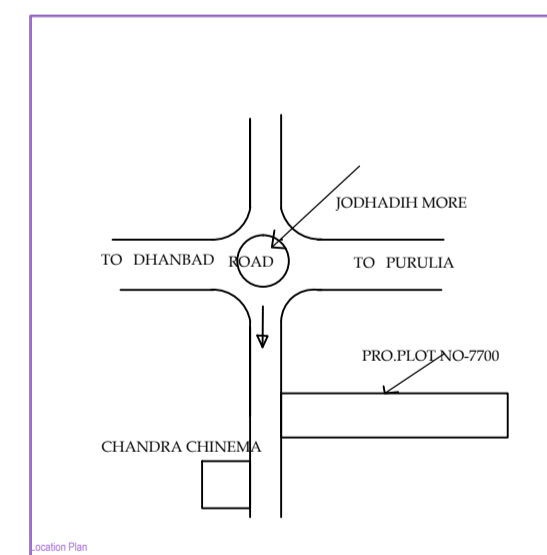 JODHADIH MORE
TO DHANBAD ROAD TO PURULIA
PRO.PLOT NO-7700
CHANDRA CHINEMA
Location Plan